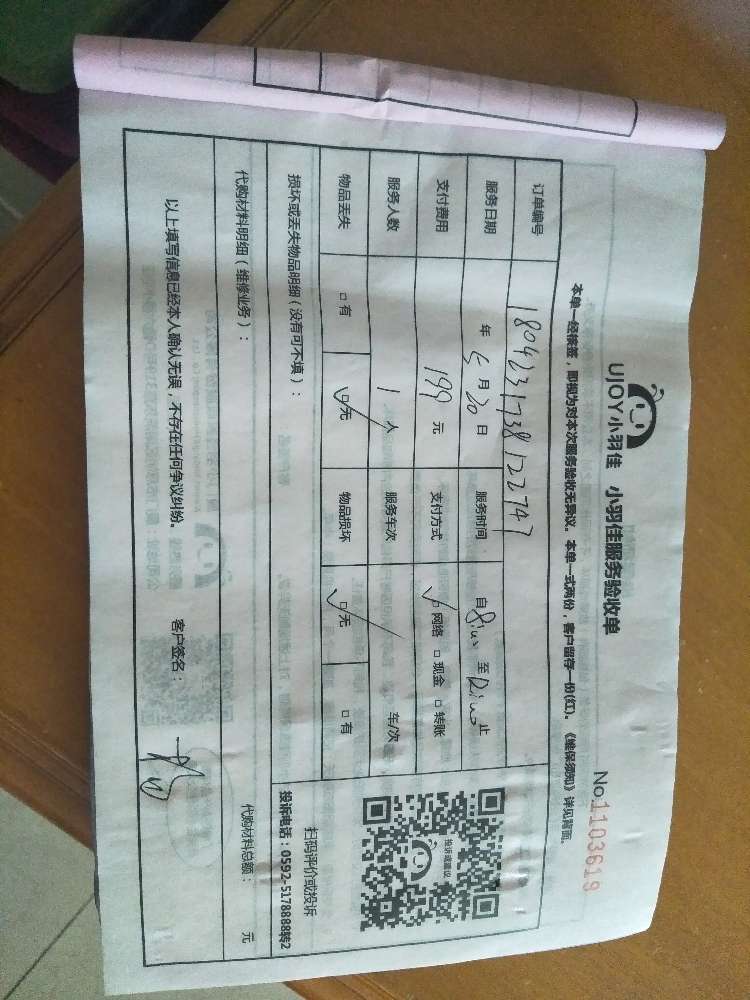 UJOY小羽佳 小羽佳服务验收单
No.1103619
本单一经核签，即视为对本次服务验收无异议。本单一式两份，客户留存一份(红)。《维保须知》详见背面。
订单编号 1804231738122747
服务日期 年 5月20日 服务时间 自 至 止
支付费用 199 元 支付方式 ☑网络 □现金 □转账
服务人数 1 人 服务车次 车/次
物品丢失 □有 ☑无 物品损坏 ☑无 □有
损坏或丢失物品明细（没有可不填）：
投诉或建议
扫码评价或投诉
投诉电话：0592-5178888转2
代购材料明细（维修业务）： 代购材料总额： 元
以上填写信息已经本人确认无误，不存在任何争议纠纷。 客户签名：